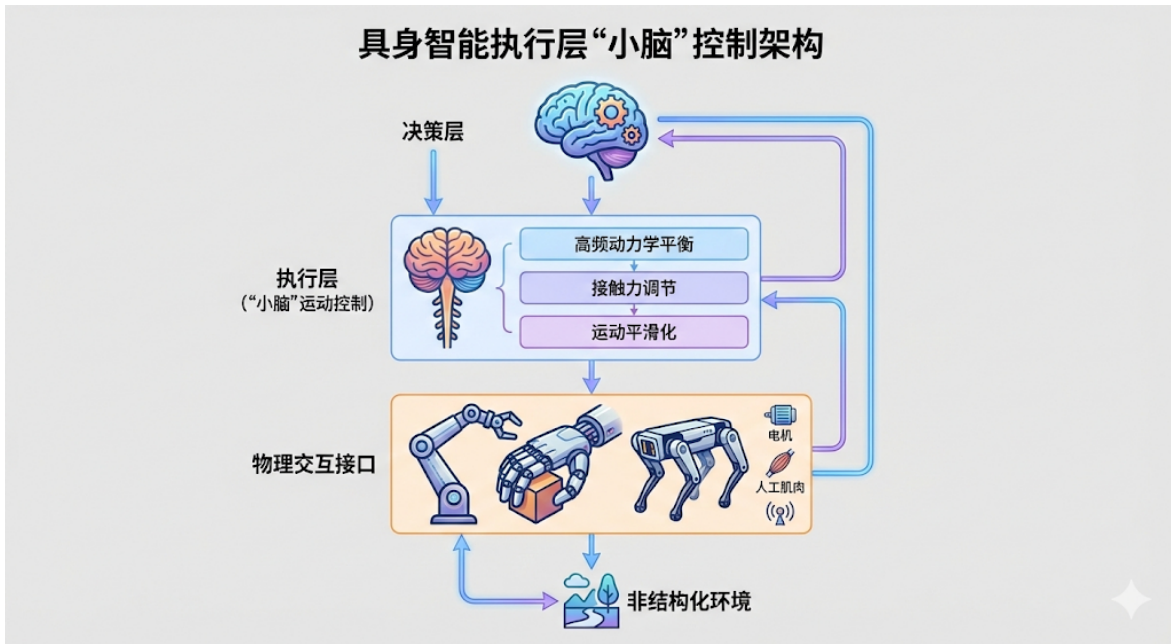 具身智能执行层“小脑”控制架构
决策层
执行层
（“小脑”运动控制）
高频动力学平衡
接触力调节
运动平滑化
物理交互接口
电机
人工肌肉
非结构化环境